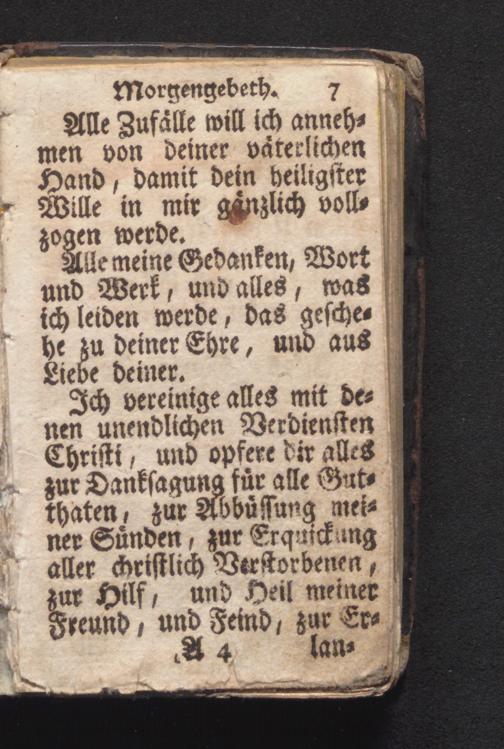 Morgengebeth. 7
Alle Zufälle will ich anneh⸗
men von deiner väterlichen
Hand, damit dein heiligster
Wille in mir gänzlich voll⸗
zogen werde.
Alle meine Gedanken, Wort
und Werk, und alles, was
ich leiden werde, das gesche⸗
he zu deiner Ehre, und aus
Liebe deiner.
Ich vereinige alles mit de⸗
nen unendlichen Verdiensten
Christi, und opfere dir alles
zur Danksagung für alle Gut⸗
thaten, zur Abbüssung mei⸗
ner Sünden, zur Erquickung
aller christlich Verstorbenen,
zur Hilf, und Heil meiner
Freund, und Feind, zur Er⸗
A 4 lan⸗